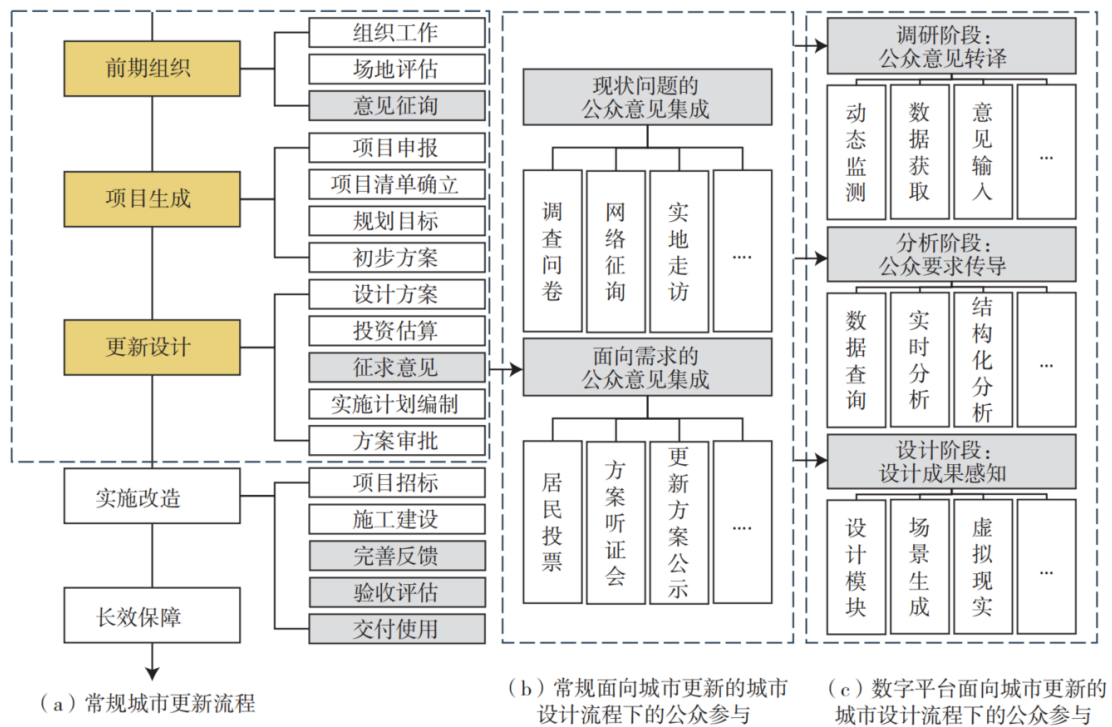 前期组织
组织工作
场地评估
意见征询
项目生成
项目申报
项目清单确立
规划目标
初步方案
更新设计
设计方案
投资估算
征求意见
实施计划编制
方案审批
实施改造
项目招标
施工建设
完善反馈
验收评估
交付使用
长效保障
(a)常规城市更新流程
现状问题的
公众意见集成
调查问卷
网络征询
实地走访
....
面向需求的
公众意见集成
居民投票
方案听证会
更新方案公示
....
(b)常规面向城市更新的城市
设计流程下的公众参与
调研阶段：
公众意见转译
动态监测
数据获取
意见输入
...
分析阶段：
公众要求传导
数据查询
实时分析
结构化分析
...
设计阶段：
设计成果感知
设计模块
场景生成
虚拟现实
...
(c)数字平台面向城市更新的
城市设计流程下的公众参与